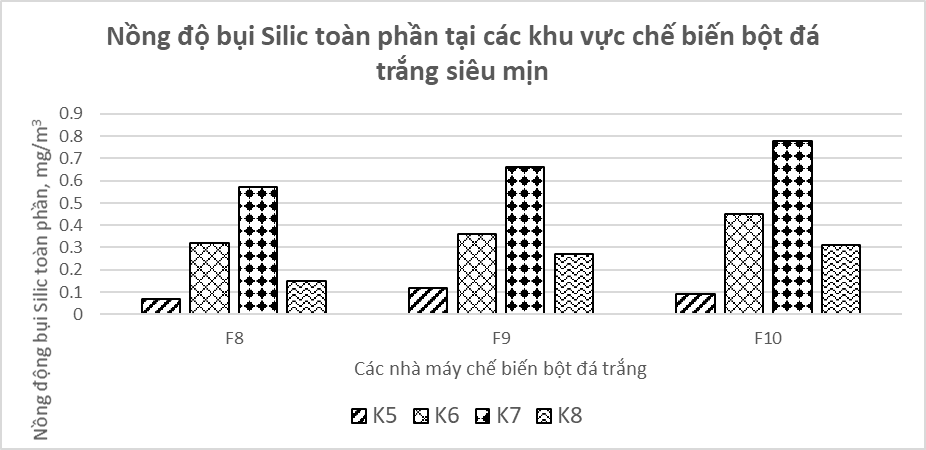 Nồng độ bụi Silic toàn phần tại các khu vực chế biến bột đá
trắng siêu mịn
Nồng động bụi Silic toàn phần, mg/m³
0.9
0.8
0.7
0.6
0.5
0.4
0.3
0.2
0.1
0
F8 F9 F10
Các nhà máy chế biến bột đá trắng
K5 K6 K7 K8